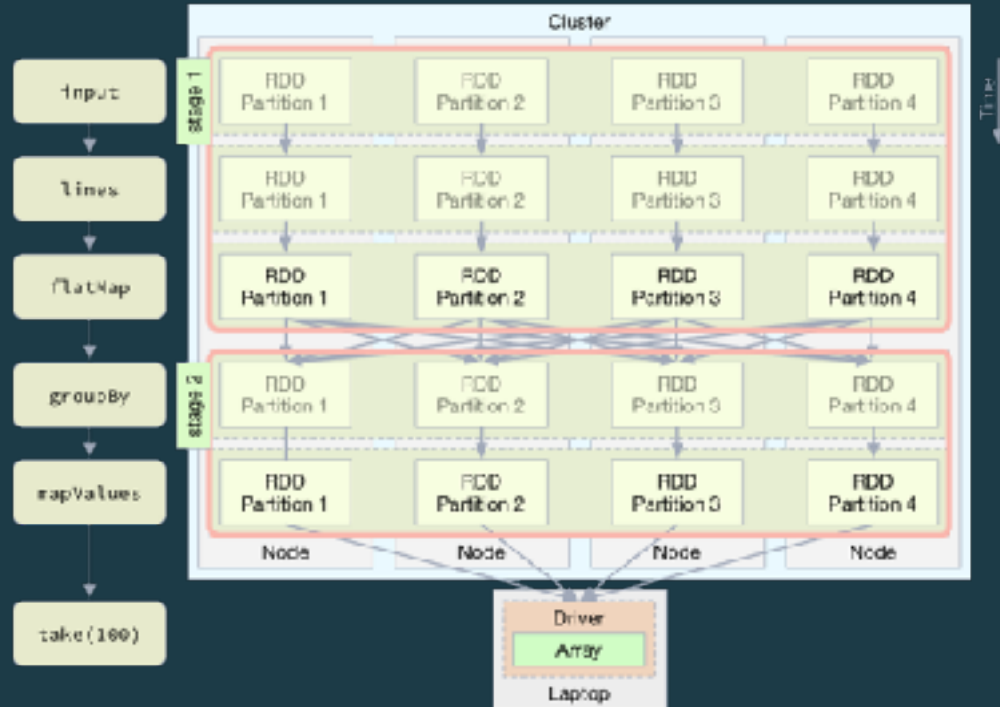 Cluster
input
stage 1
RDD
Partition 1
RDD
Partition 2
RDD
Partition 3
RDD
Partition 4
Time
lines
RDD
Partition 1
RDD
Partition 2
RDD
Partition 3
RDD
Partition 4
flatMap
RDD
Partition 1
RDD
Partition 2
RDD
Partition 3
RDD
Partition 4
groupBy
stage 2
RDD
Partition 1
RDD
Partition 2
RDD
Partition 3
RDD
Partition 4
mapValues
RDD
Partition 1
RDD
Partition 2
RDD
Partition 3
RDD
Partition 4
Node
Node
Node
Node
take(100)
Driver
Array
Laptop